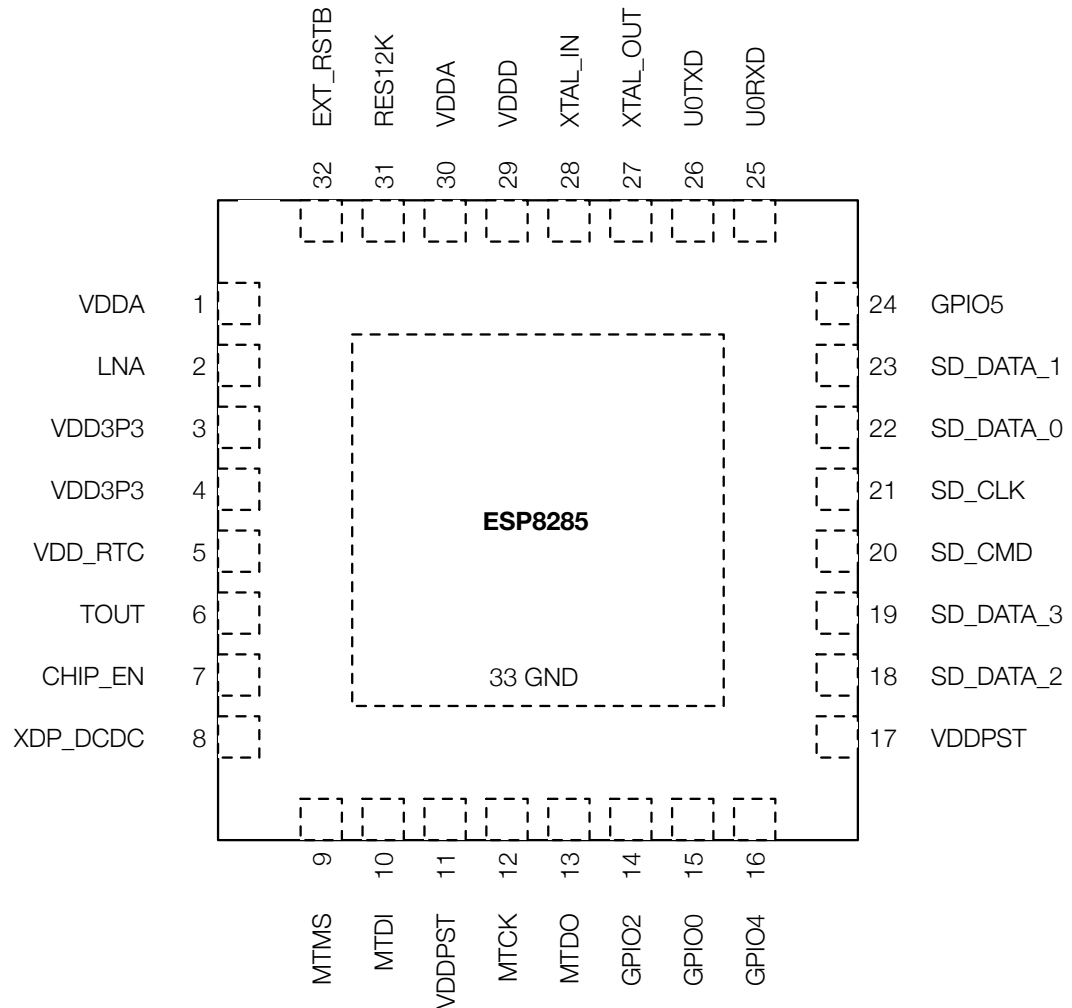 EXT_RSTB
RES12K
VDDA
VDDD
XTAL_IN
XTAL_OUT
U0TXD
U0RXD
32
31
30
29
28
27
26
25
VDDA 1
LNA 2
VDD3P3 3
VDD3P3 4
VDD_RTC 5
TOUT 6
CHIP_EN 7
XDP_DCDC 8
ESP8285
33 GND
24 GPIO5
23 SD_DATA_1
22 SD_DATA_0
21 SD_CLK
20 SD_CMD
19 SD_DATA_3
18 SD_DATA_2
17 VDDPST
9
10
11
12
13
14
15
16
MTMS
MTDI
VDDPST
MTCK
MTDO
GPIO2
GPIO0
GPIO4